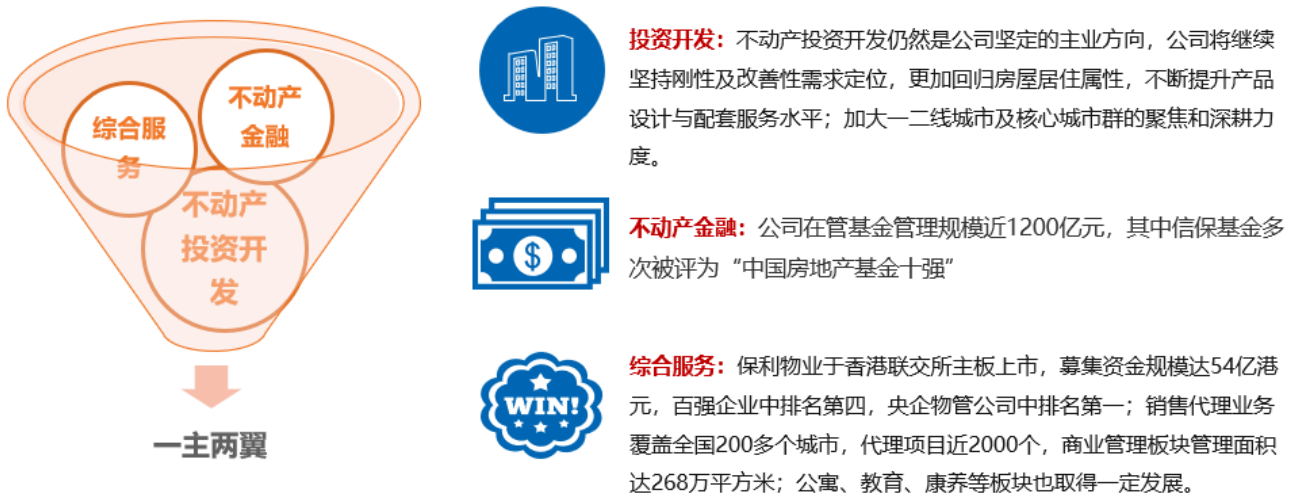 不动产
金融
综合服
务
不动产
投资开
发
一主两翼
投资开发：不动产投资开发仍然是公司坚定的主业方向，公司将继续
坚持刚性及改善性需求定位，更加回归房屋居住属性，不断提升产品
设计与配套服务水平；加大一二线城市及核心城市群的聚焦和深耕力
度。
$
不动产金融：公司在管基金管理规模近1200亿元，其中信保基金多
次被评为“中国房地产基金十强”
WIN!
综合服务：保利物业于香港联交所主板上市，募集资金规模达54亿港
元，百强企业中排名第四，央企物管公司中排名第一；销售代理业务
覆盖全国200多个城市，代理项目近2000个，商业管理板块管理面积
达268万平方米；公寓、教育、康养等板块也取得一定发展。